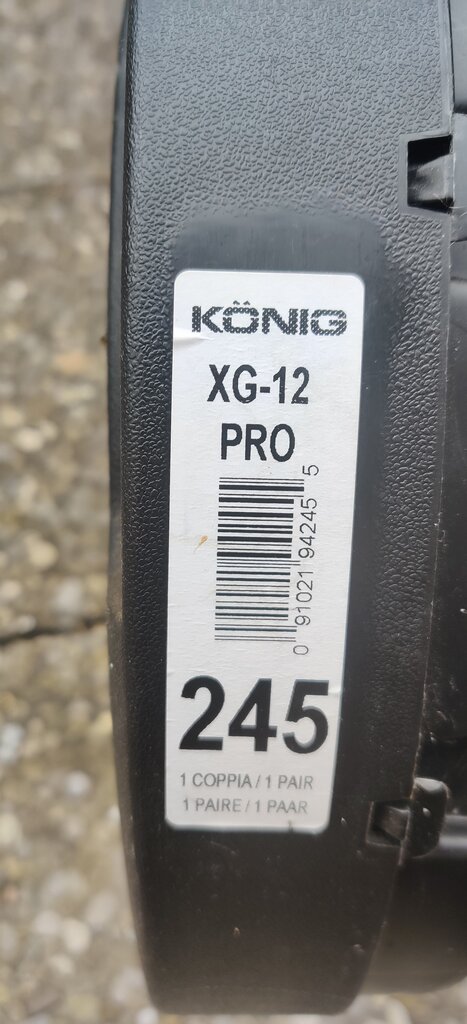 KÖNIG
XG-12
PRO
0 91021 94245 5
245
1 COPPIA / 1 PAIR
1 PAIRE / 1 PAAR